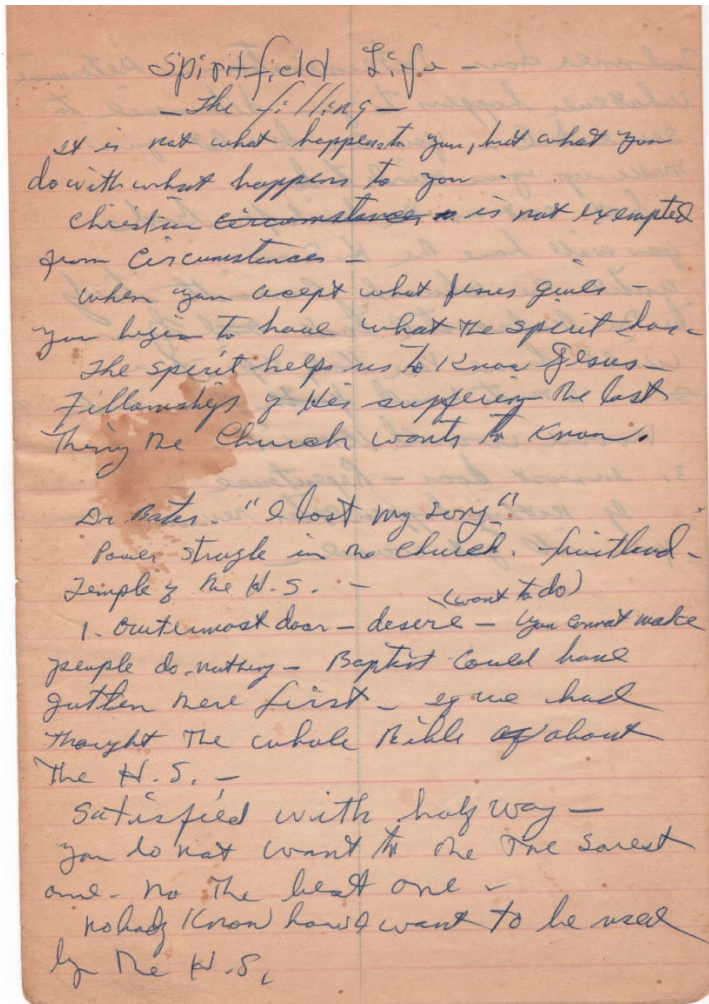 Spiritfield Life -
- The filling -
It is not what happens to you, but what you
do with what happens to you.
Christian circumstances is not exempted
from Circumstances -
When you acept what Jesus gives -
you begin to have what the spirit has -
The spirit helps us to Know Jesus -
Fillowship of His suffering the last
thing the Church wants to Know.
Dr. Bates. "I lost my song"
Power strugle in the Church.
Temple of the H.S. -
(want to do)
1. Outermost door - desire - You cannot make
people do nothing - Baptist Could have
gotten there first - if we had
thought The whole Bible about
The H.S. -
Satisfied with half way -
you do not want to the The
one - no The best one -
nobody Know how I want to be used
by The H.S.